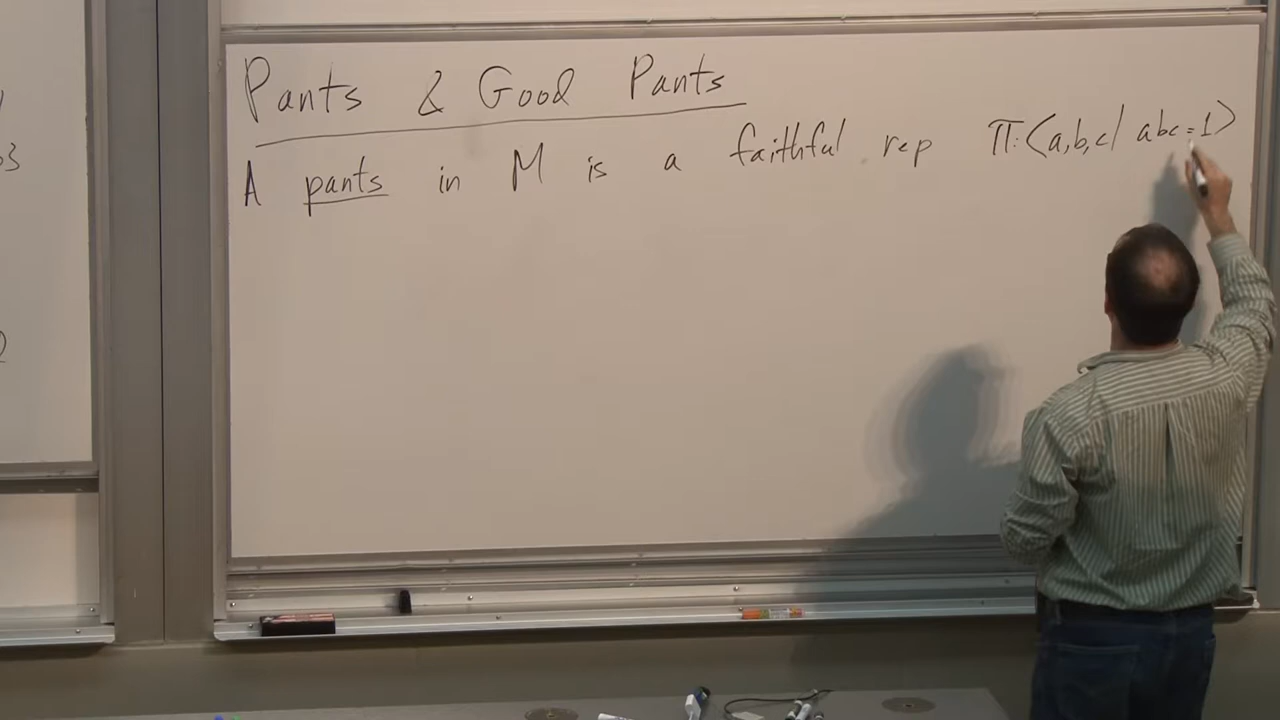 Pants & Good Pants
A pants in M is a faithful rep Π:⟨a,b,c| abc=1⟩